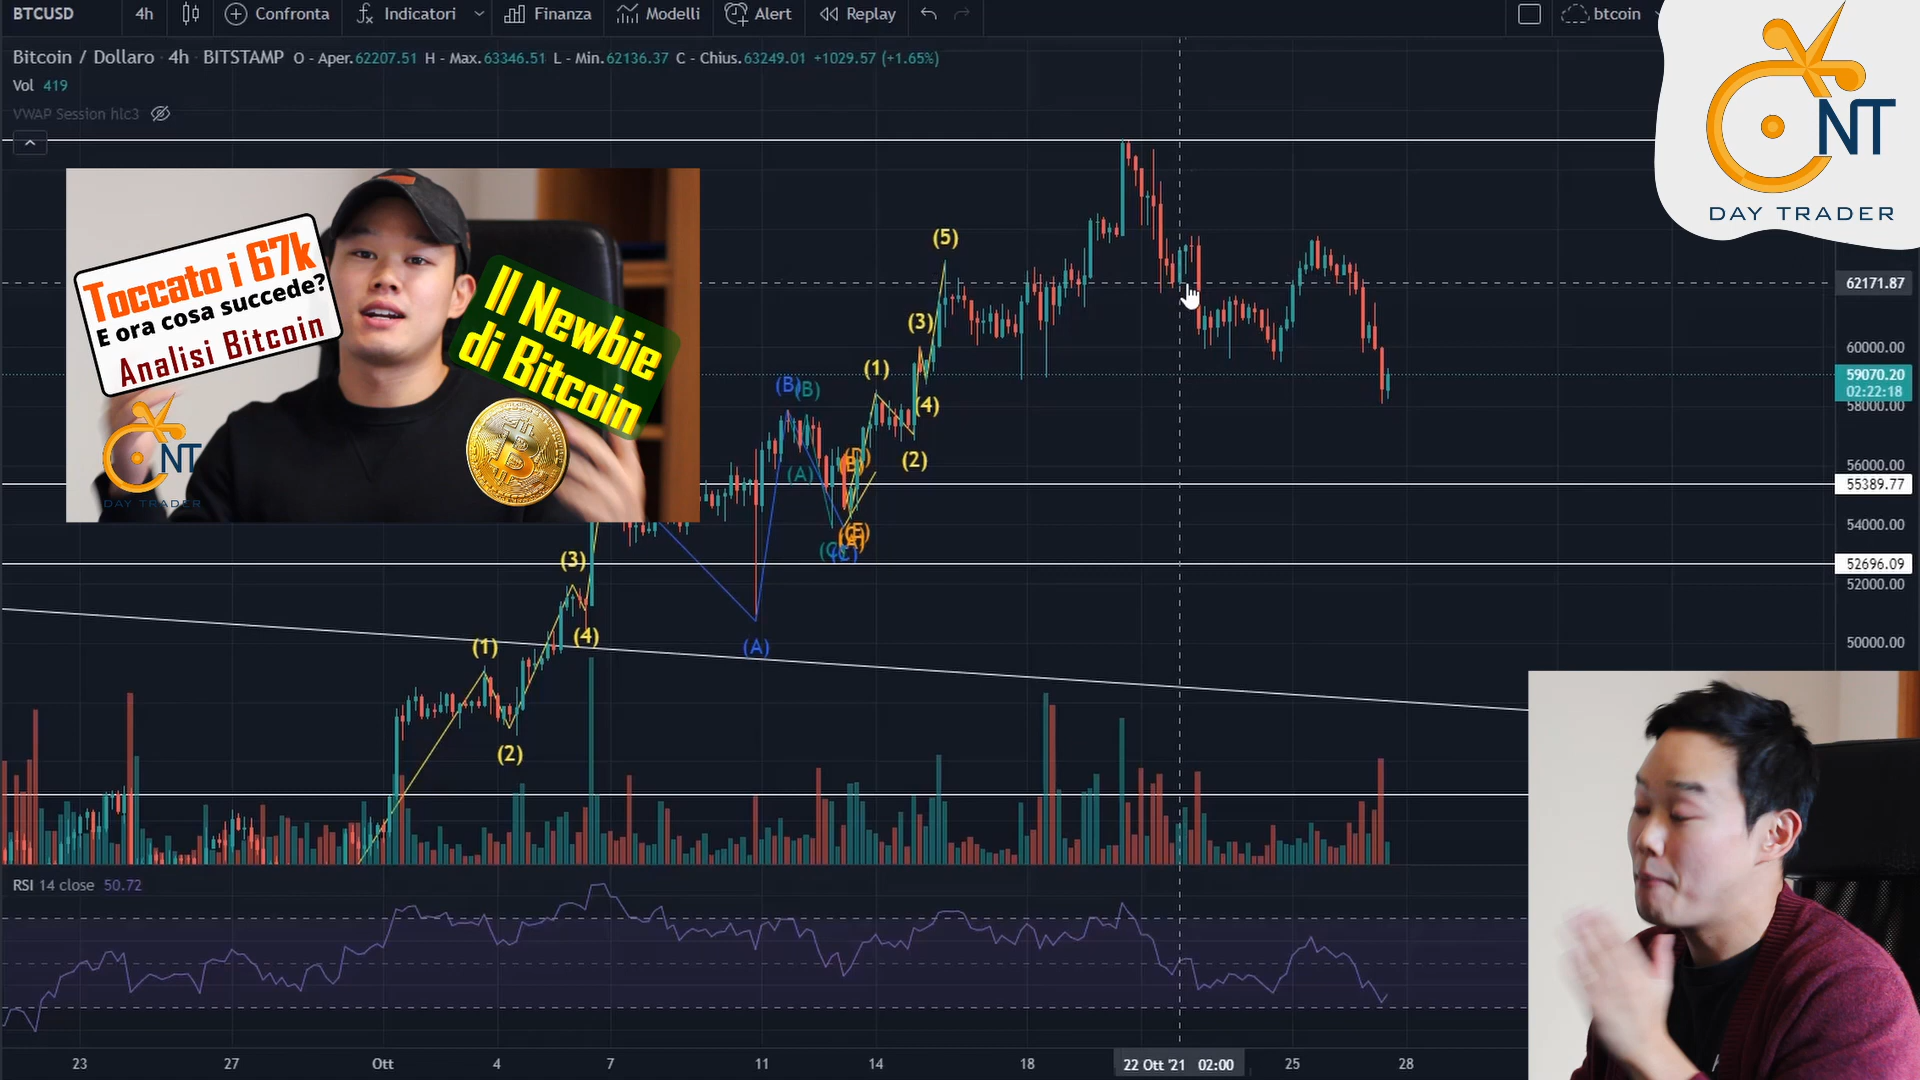 BTCUSD 4h Confronta Indicatori Finanza Modelli Alert Replay btcoin
Bitcoin / Dollaro · 4h · BITSTAMP O - Aper.62207.51 H - Max.63346.51 L - Min.62136.37 C - Chius.63249.01 +1029.57 (+1.65%)
Vol 419
VWAP Session hlc3
NT
DAY TRADER
Toccato i 67k
E ora cosa succede?
Analisi Bitcoin
Il Newbie
di Bitcoin
NT
DAY TRADER
(5)
(3)
(1)
(4)
(2)
(B)
(B)
(A)
(D)
(B)
(E)
(C)
(A)
(C)
(C)
(3)
(4)
(1)
(2)
(A)
62171.87
60000.00
59070.20
02:22:18
58000.00
56000.00
55389.77
54000.00
52696.09
52000.00
50000.00
RSI 14 close 50.72
23 27 Ott 4 7 11 14 18 22 Ott '21 02:00 25 28